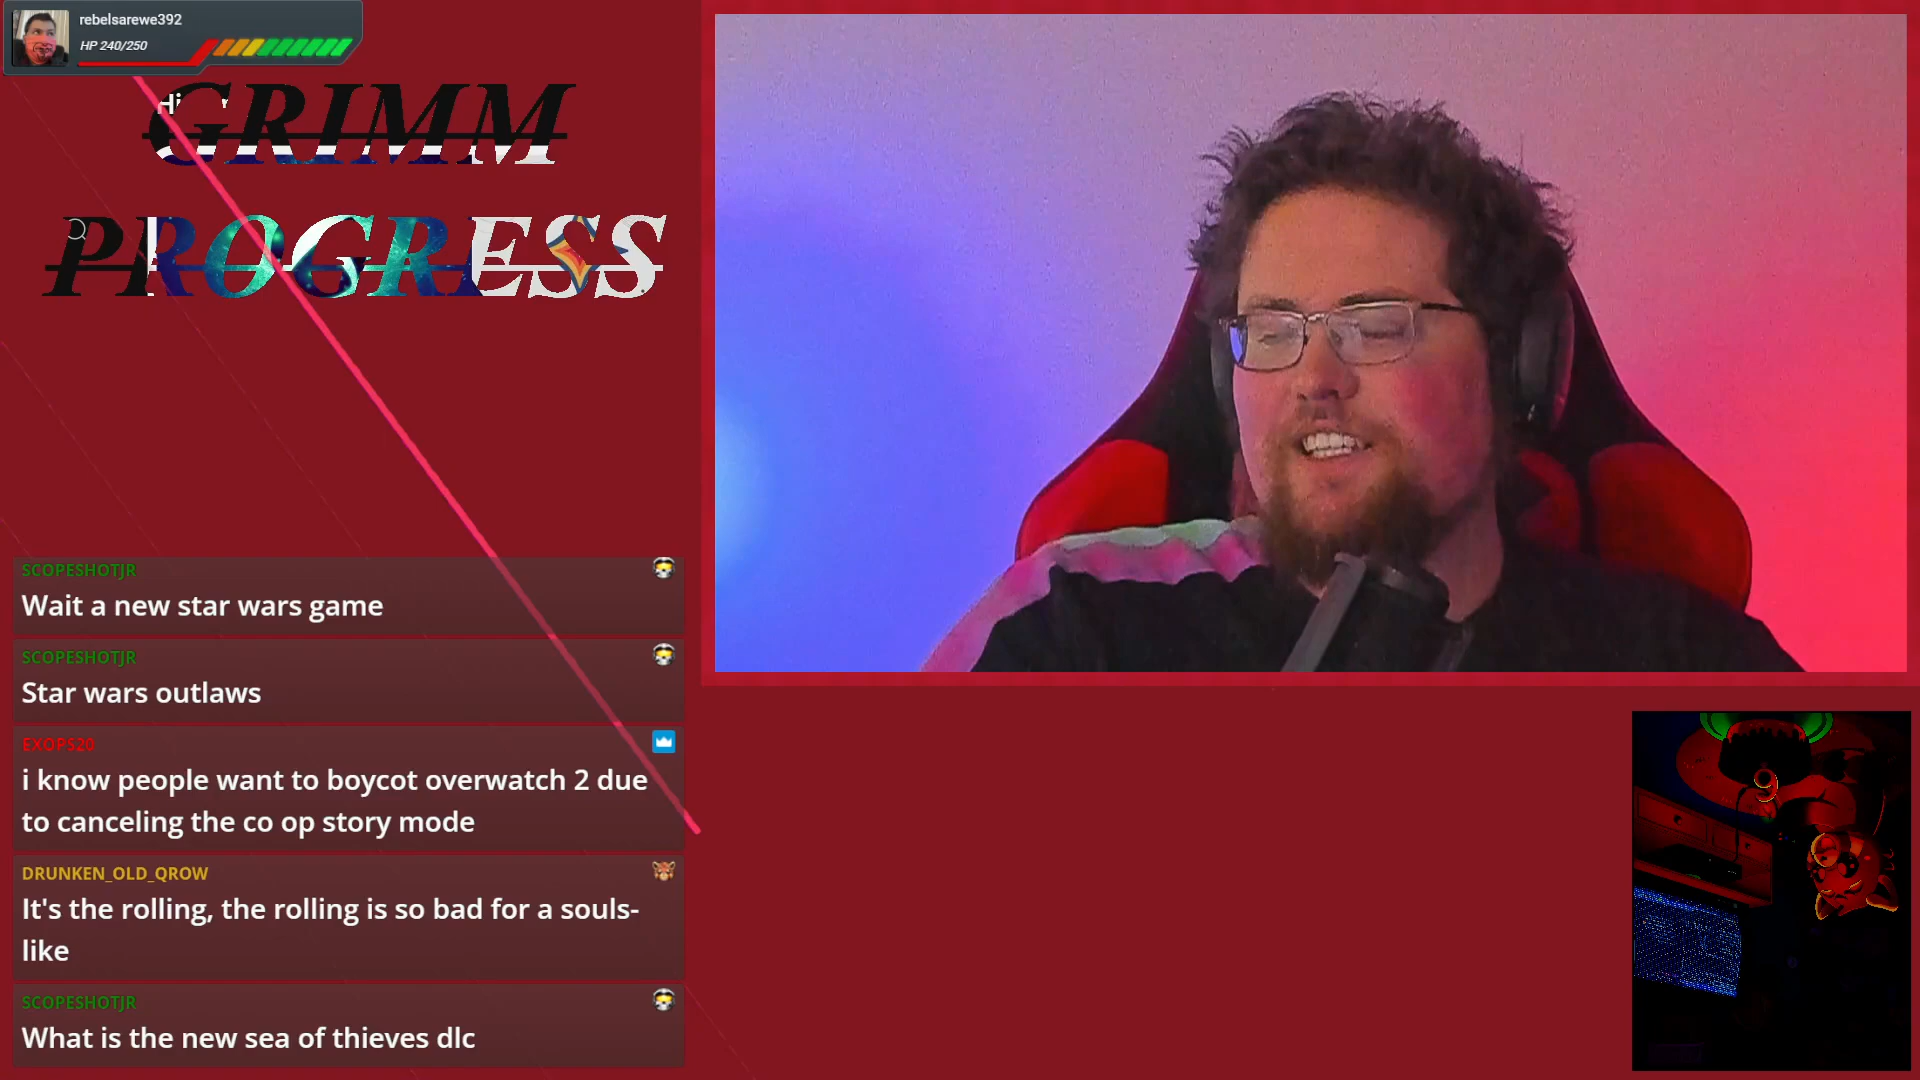 rebelsarewe392
HP 240/250
Hi
GRIMM
PROGRESS
SCOPESHOTJR
Wait a new star wars game
SCOPESHOTJR
Star wars outlaws
EXOPS20
i know people want to boycot overwatch 2 due
to canceling the co op story mode
DRUNKEN_OLD_QROW
It's the rolling, the rolling is so bad for a souls-
like
SCOPESHOTJR
What is the new sea of thieves dlc